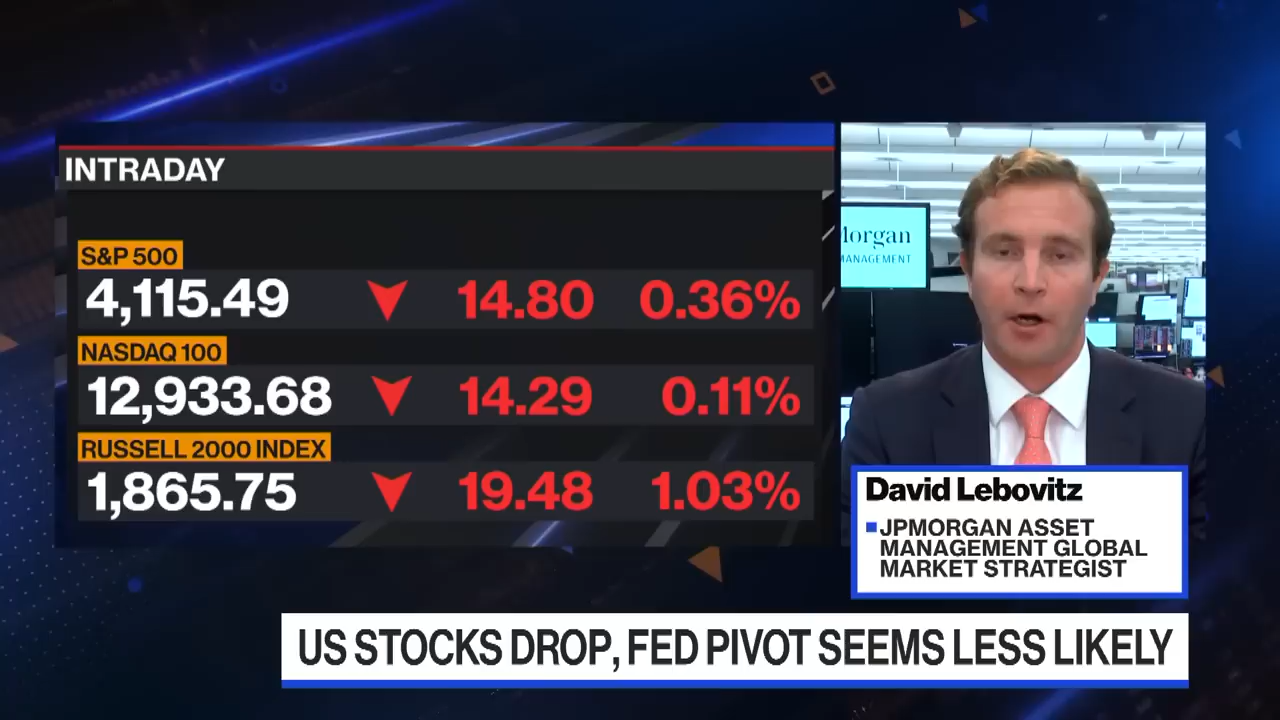 INTRADAY
S&P 500
4,115.49 ▼ 14.80 0.36%
NASDAQ 100
12,933.68 ▼ 14.29 0.11%
RUSSELL 2000 INDEX
1,865.75 ▼ 19.48 1.03%
Morgan
MANAGEMENT
David Lebovitz
JPMORGAN ASSET
MANAGEMENT GLOBAL
MARKET STRATEGIST
US STOCKS DROP, FED PIVOT SEEMS LESS LIKELY